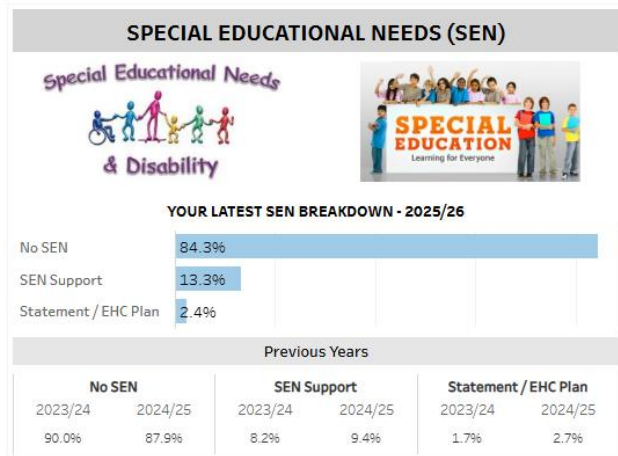 SPECIAL EDUCATIONAL NEEDS (SEN)
Special Educational Needs
& Disability
SPECIAL
EDUCATION
Learning for Everyone
YOUR LATEST SEN BREAKDOWN - 2025/26
No SEN 84.3%
SEN Support 13.3%
Statement / EHC Plan 2.4%
Previous Years
No SEN SEN Support Statement / EHC Plan
2023/24 2024/25 2023/24 2024/25 2023/24 2024/25
90.0% 87.9% 8.2% 9.4% 1.7% 2.7%